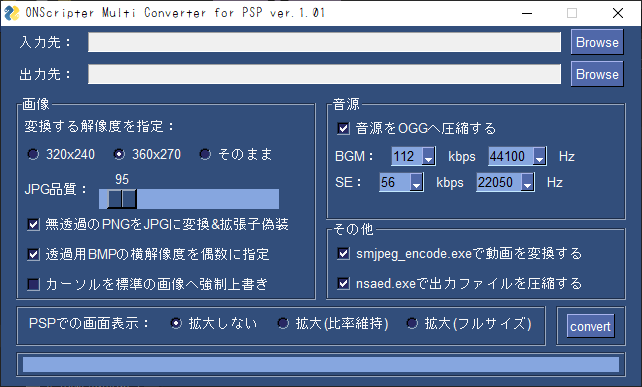 ONScripter Multi Converter for PSP ver.1.01
入力先： Browse
出力先： Browse
画像
変換する解像度を指定：
320x240 360x270 そのまま
95
JPG品質：
無透過のPNGをJPGに変換&拡張子偽装
透過用BMPの横解像度を偶数に指定
カーソルを標準の画像へ強制上書き
音源
音源をOGGへ圧縮する
BGM： 112 kbps 44100 Hz
SE： 56 kbps 22050 Hz
その他
smjpeg_encode.exeで動画を変換する
nsaed.exeで出力ファイルを圧縮する
PSPでの画面表示： 拡大しない 拡大(比率維持) 拡大(フルサイズ)
convert